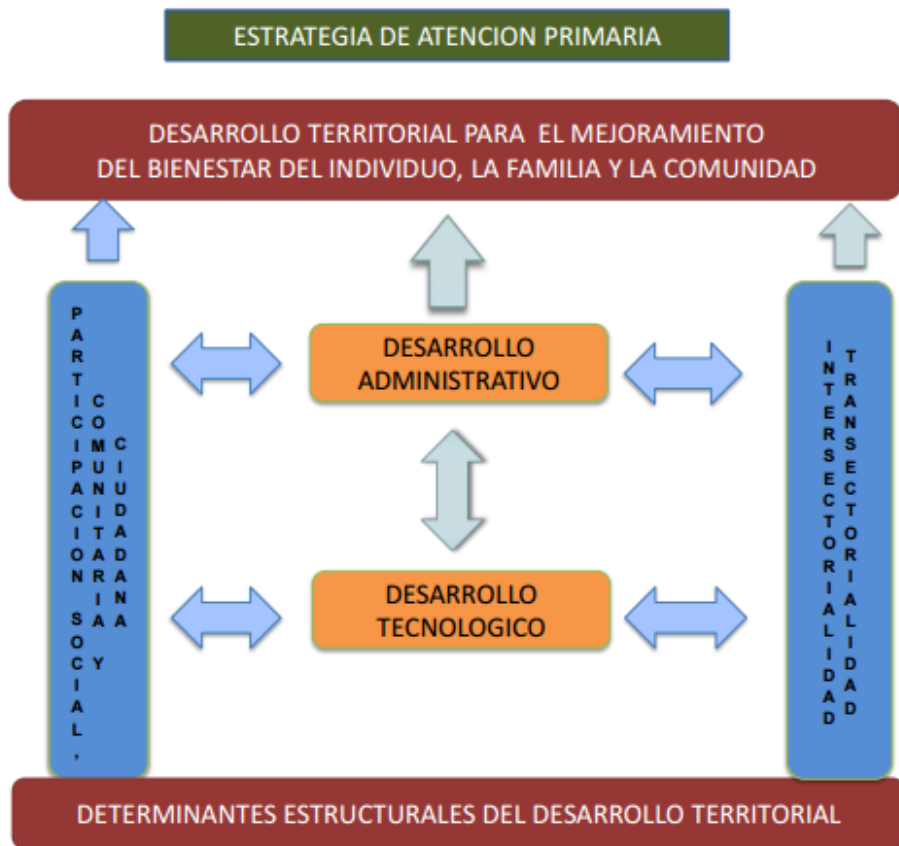 ESTRATEGIA DE ATENCION PRIMARIA
DESARROLLO TERRITORIAL PARA EL MEJORAMIENTO
DEL BIENESTAR DEL INDIVIDUO, LA FAMILIA Y LA COMUNIDAD
PARTICIPACION SOCIAL,
COMUNITARIA Y
CIUDADANA
DESARROLLO
ADMINISTRATIVO
DESARROLLO
TECNOLOGICO
INTERSECTORIALIDAD
TRANSECTORIALIDAD
DETERMINANTES ESTRUCTURALES DEL DESARROLLO TERRITORIAL